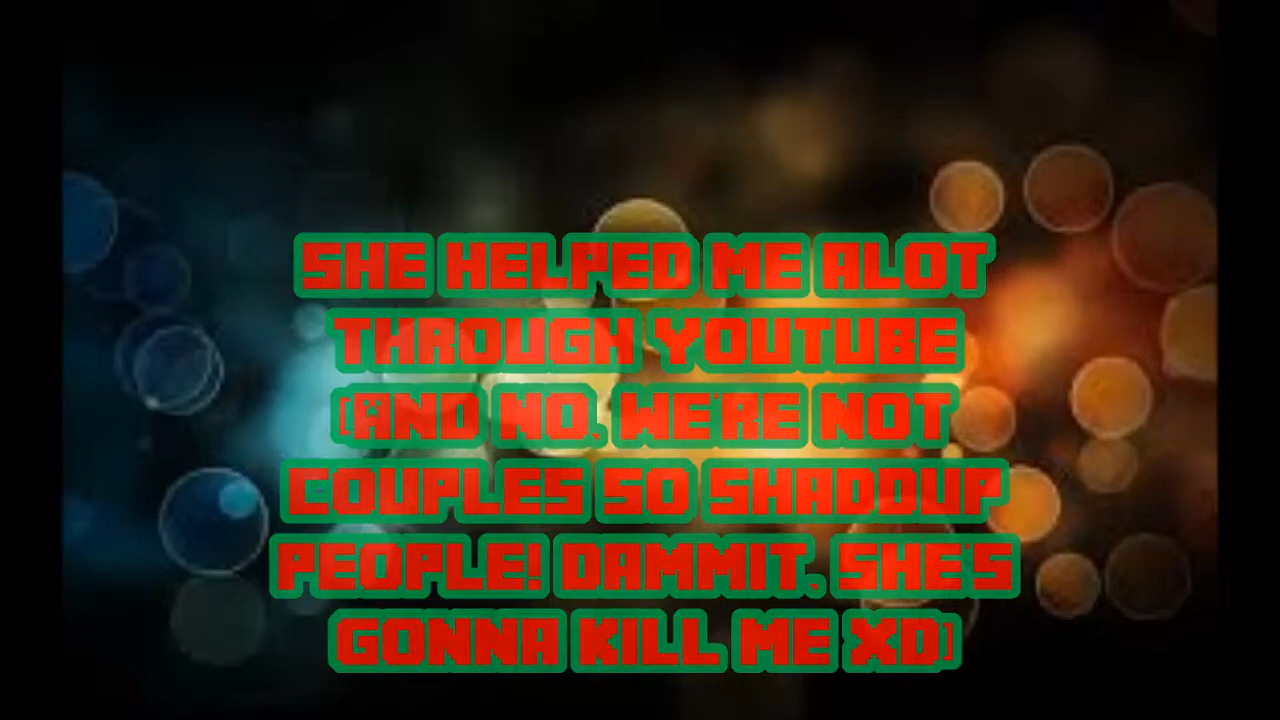 SHE HELPED ME ALOT
THROUGH YOUTUBE
(AND NO, WE'RE NOT
COUPLES SO SHADDUP
PEOPLE! DAMMIT, SHE'S
GONNA KILL ME XD)